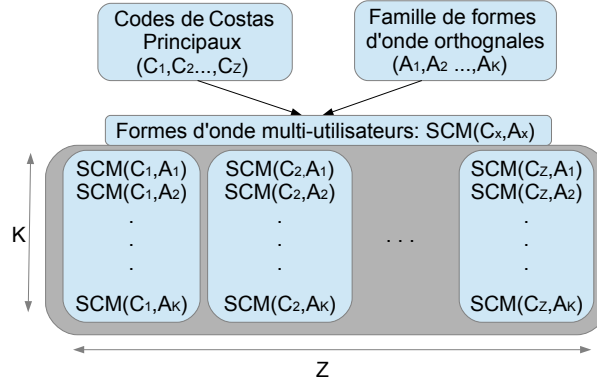 Codes de Costas
Principaux
(C1,C2...,CZ)
Famille de formes
d'onde orthognales
(A1,A2 ...,AK)
Formes d'onde multi-utilisateurs: SCM(Cx,Ax)
K
SCM(C1,A1)
SCM(C1,A2)
.
.
.
SCM(C1,AK)
SCM(C2,A1)
SCM(C2,A2)
.
.
.
SCM(C2,AK)
. . .
SCM(CZ,A1)
SCM(CZ,A2)
.
.
.
SCM(CZ,AK)
Z